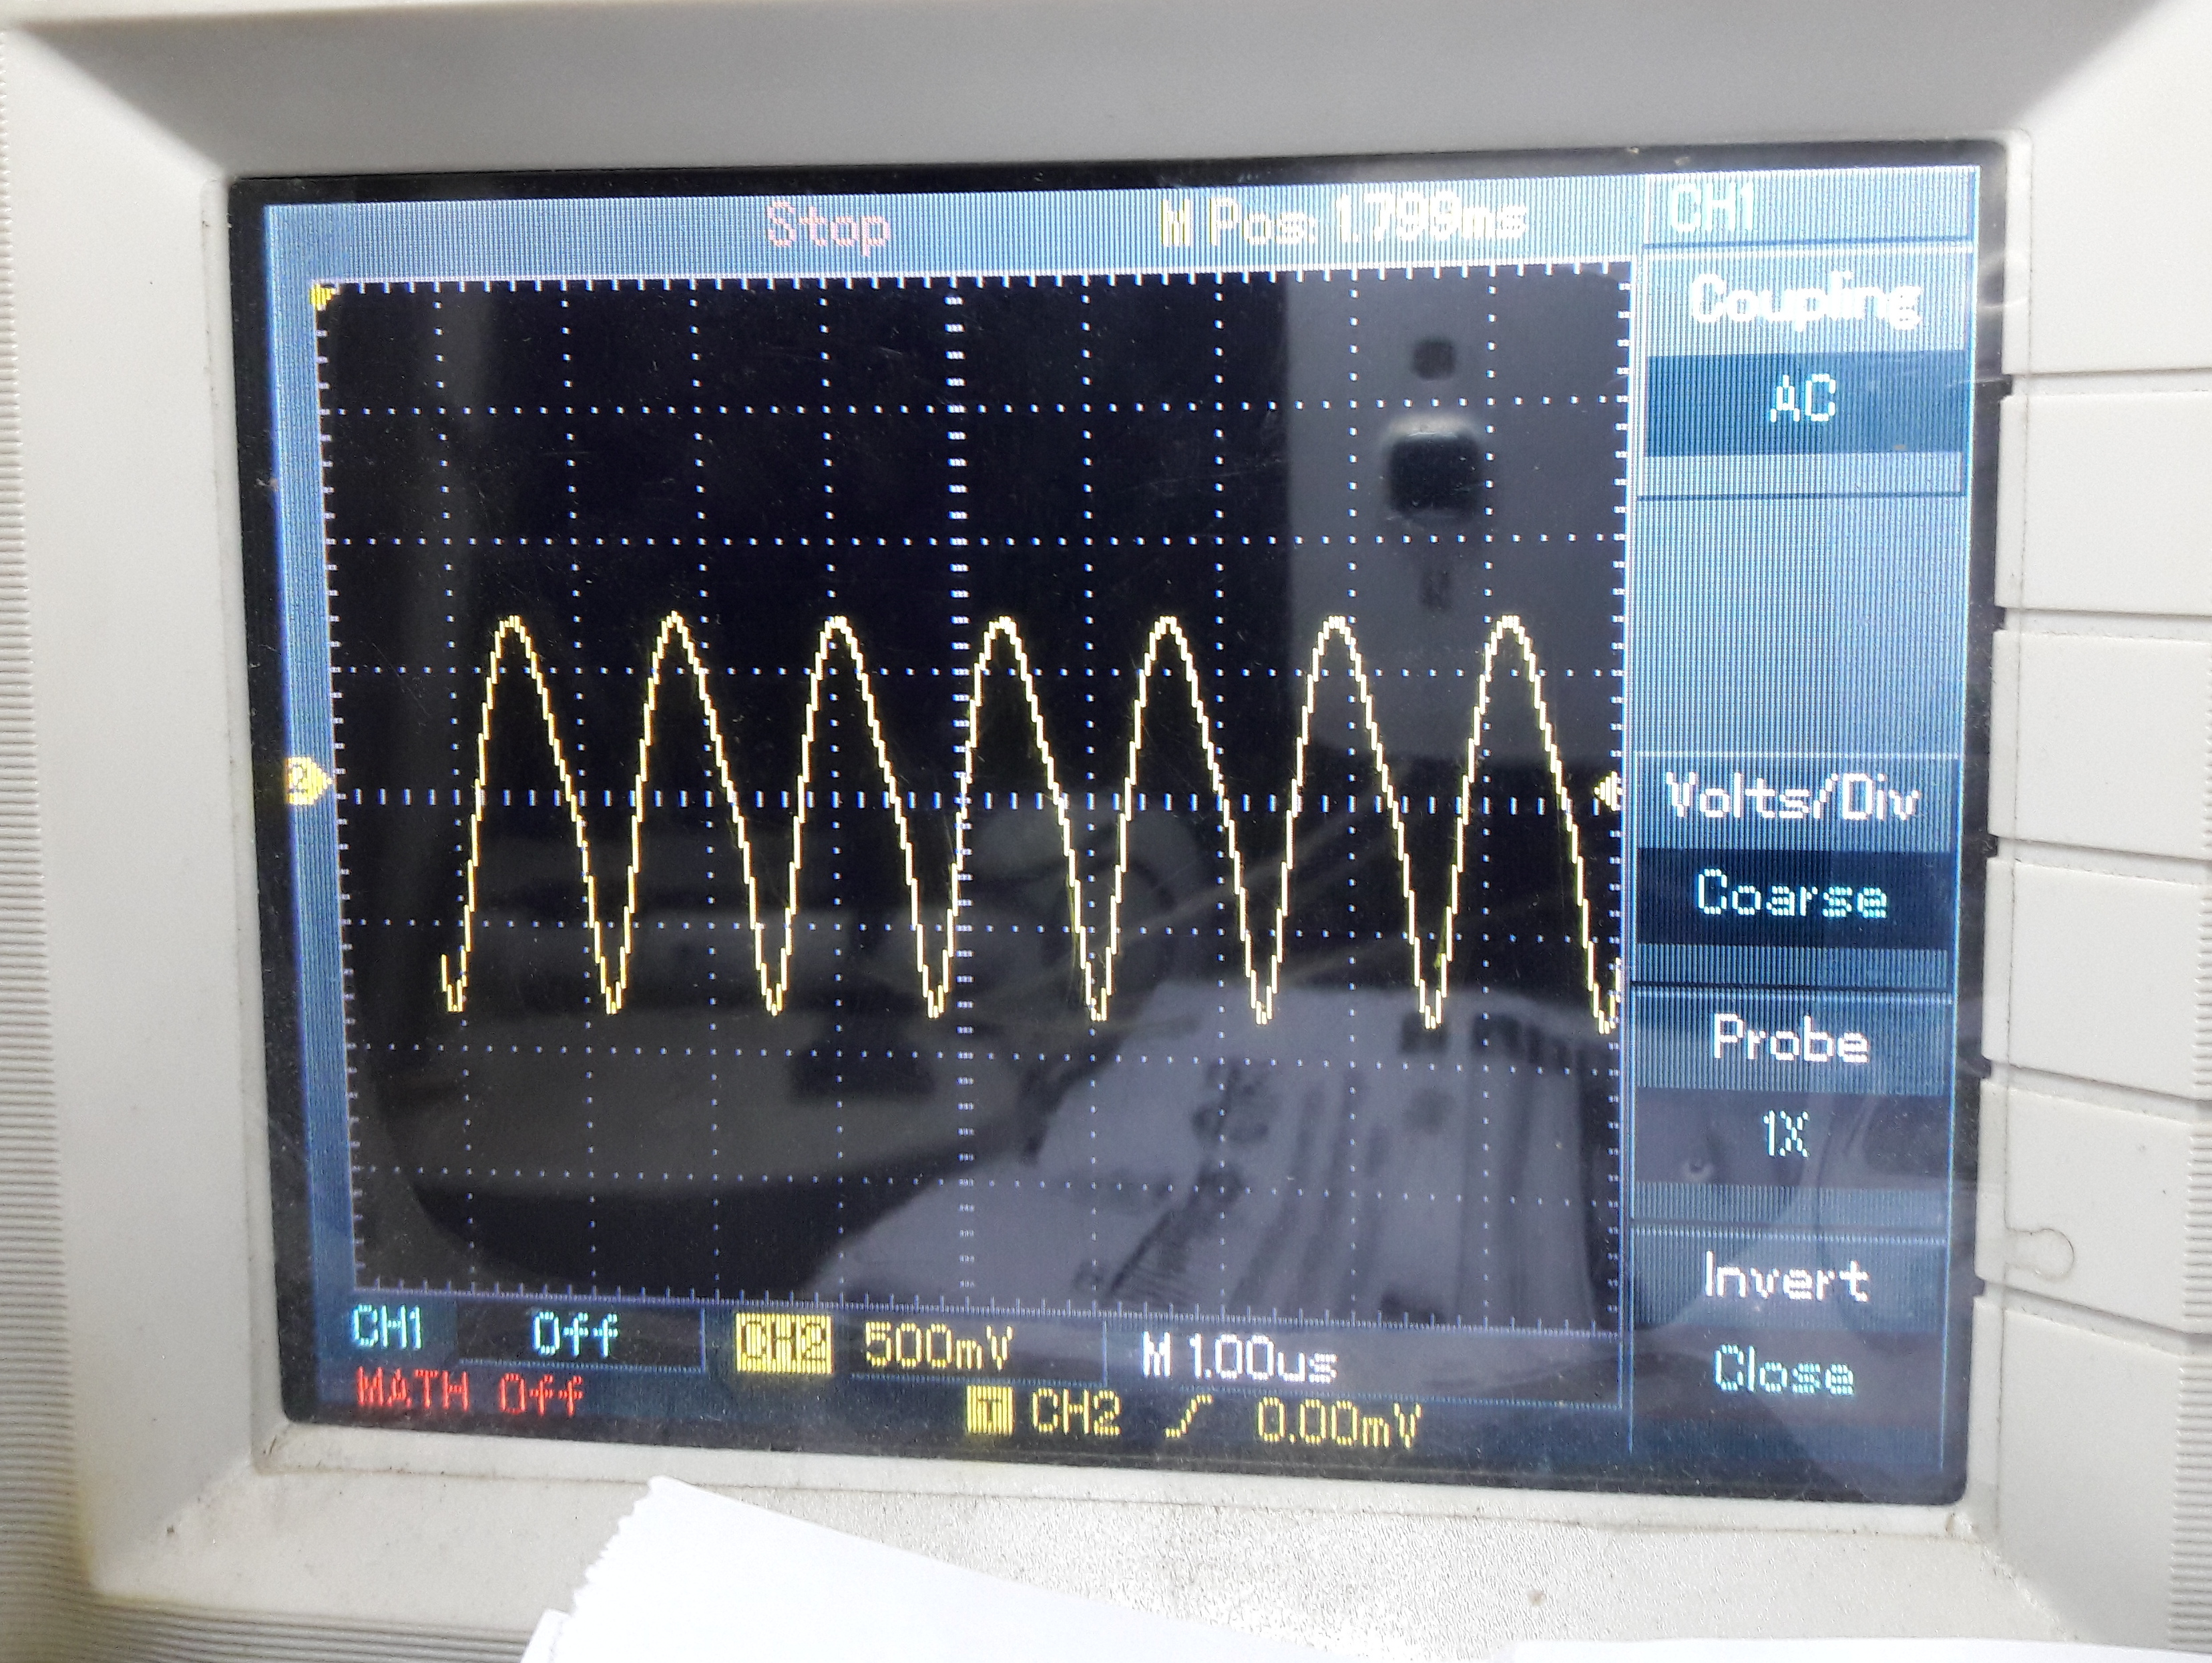 Stop M Pos: 1.799ms CH1
Coupling
AC
2
Volts/Div
Coarse
Probe
1X
Invert
Close
CH1 Off CH2 500mV M 1.00us
MATH Off T CH2 0.00mV